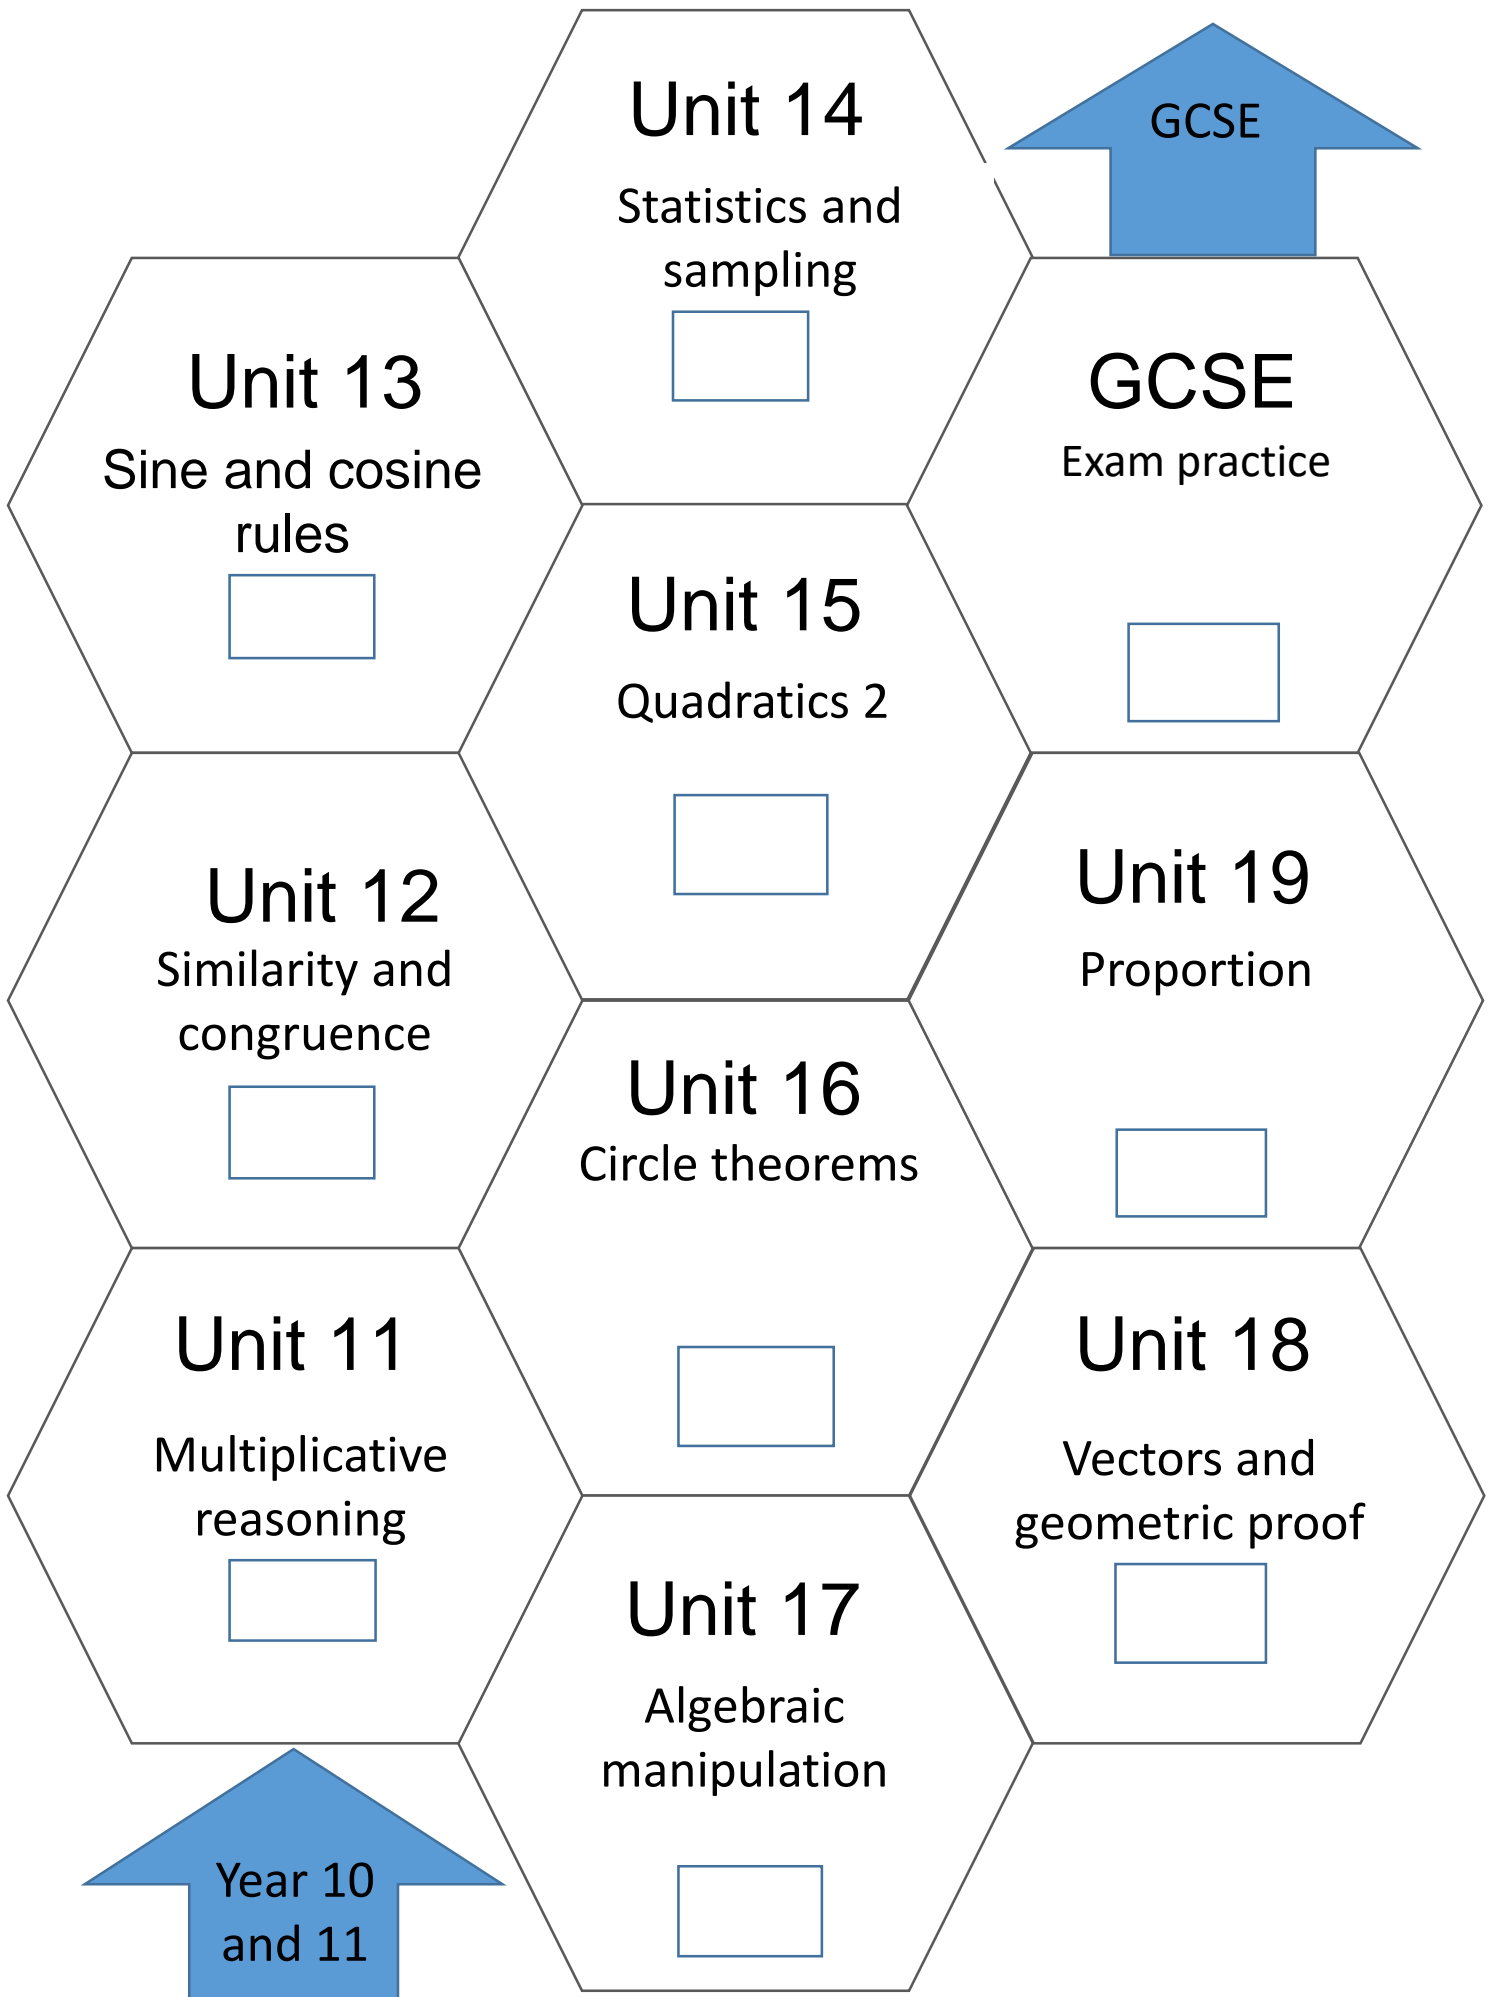 Unit 14
Statistics and
sampling
GCSE
Unit 13
Sine and cosine
rules
GCSE
Exam practice
Unit 15
Quadratics 2
Unit 12
Similarity and
congruence
Unit 19
Proportion
Unit 16
Circle theorems
Unit 11
Multiplicative
reasoning
Unit 18
Vectors and
geometric proof
Unit 17
Algebraic
manipulation
Year 10
and 11